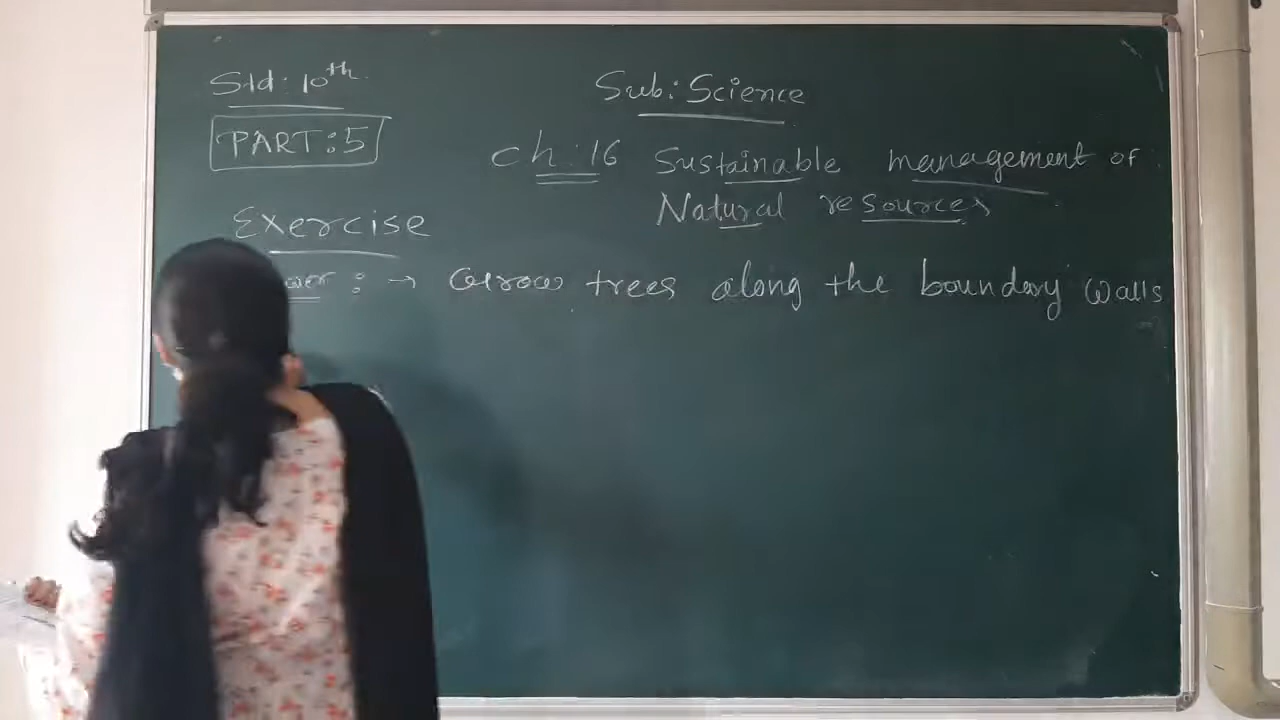 Std: 10th.
Sub: Science
PART:5
Ch:16 Sustainable management of
Natural resources
Exercise
: → Grow trees along the boundary walls